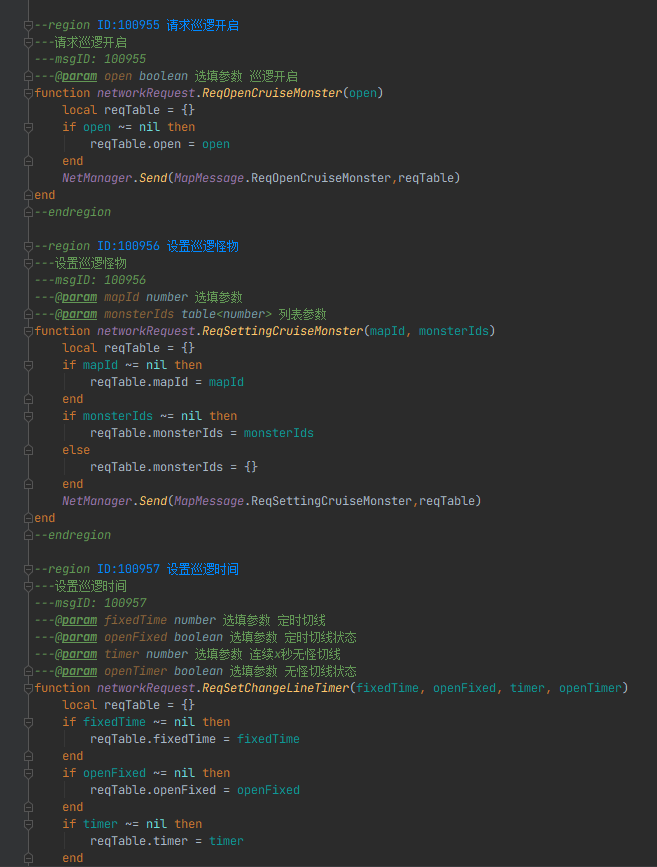 --region ID:100955 请求巡逻开启
---请求巡逻开启
---msgID: 100955
---@param open boolean 选填参数 巡逻开启
function networkRequest.ReqOpenCruiseMonster(open)
    local reqTable = {}
    if open ~= nil then
        reqTable.open = open
    end
    NetManager.Send(MapMessage.ReqOpenCruiseMonster,reqTable)
end
--endregion

--region ID:100956 设置巡逻怪物
---设置巡逻怪物
---msgID: 100956
---@param mapId number 选填参数
---@param monsterIds table<number> 列表参数
function networkRequest.ReqSettingCruiseMonster(mapId, monsterIds)
    local reqTable = {}
    if mapId ~= nil then
        reqTable.mapId = mapId
    end
    if monsterIds ~= nil then
        reqTable.monsterIds = monsterIds
    else
        reqTable.monsterIds = {}
    end
    NetManager.Send(MapMessage.ReqSettingCruiseMonster,reqTable)
end
--endregion

--region ID:100957 设置巡逻时间
---设置巡逻时间
---msgID: 100957
---@param fixedTime number 选填参数 定时切线
---@param openFixed boolean 选填参数 定时切线状态
---@param timer number 选填参数 连续x秒无怪切线
---@param openTimer boolean 选填参数 无怪切线状态
function networkRequest.ReqSetChangeLineTimer(fixedTime, openFixed, timer, openTimer)
    local reqTable = {}
    if fixedTime ~= nil then
        reqTable.fixedTime = fixedTime
    end
    if openFixed ~= nil then
        reqTable.openFixed = openFixed
    end
    if timer ~= nil then
        reqTable.timer = timer
    end